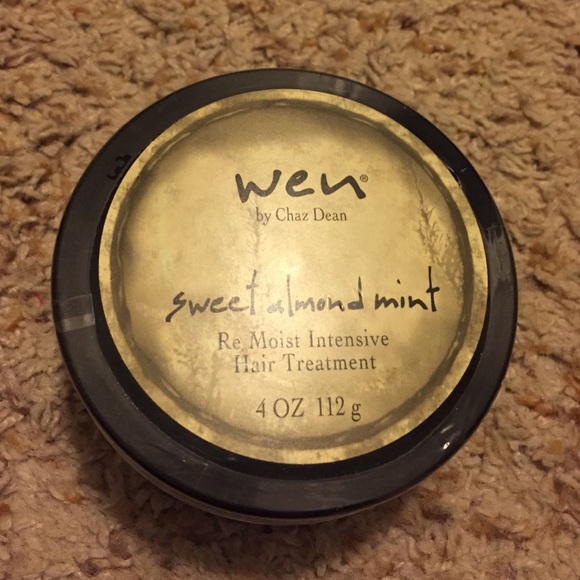 wen®
by Chaz Dean
sweet almond mint
Re Moist Intensive
Hair Treatment
4 OZ 112 g